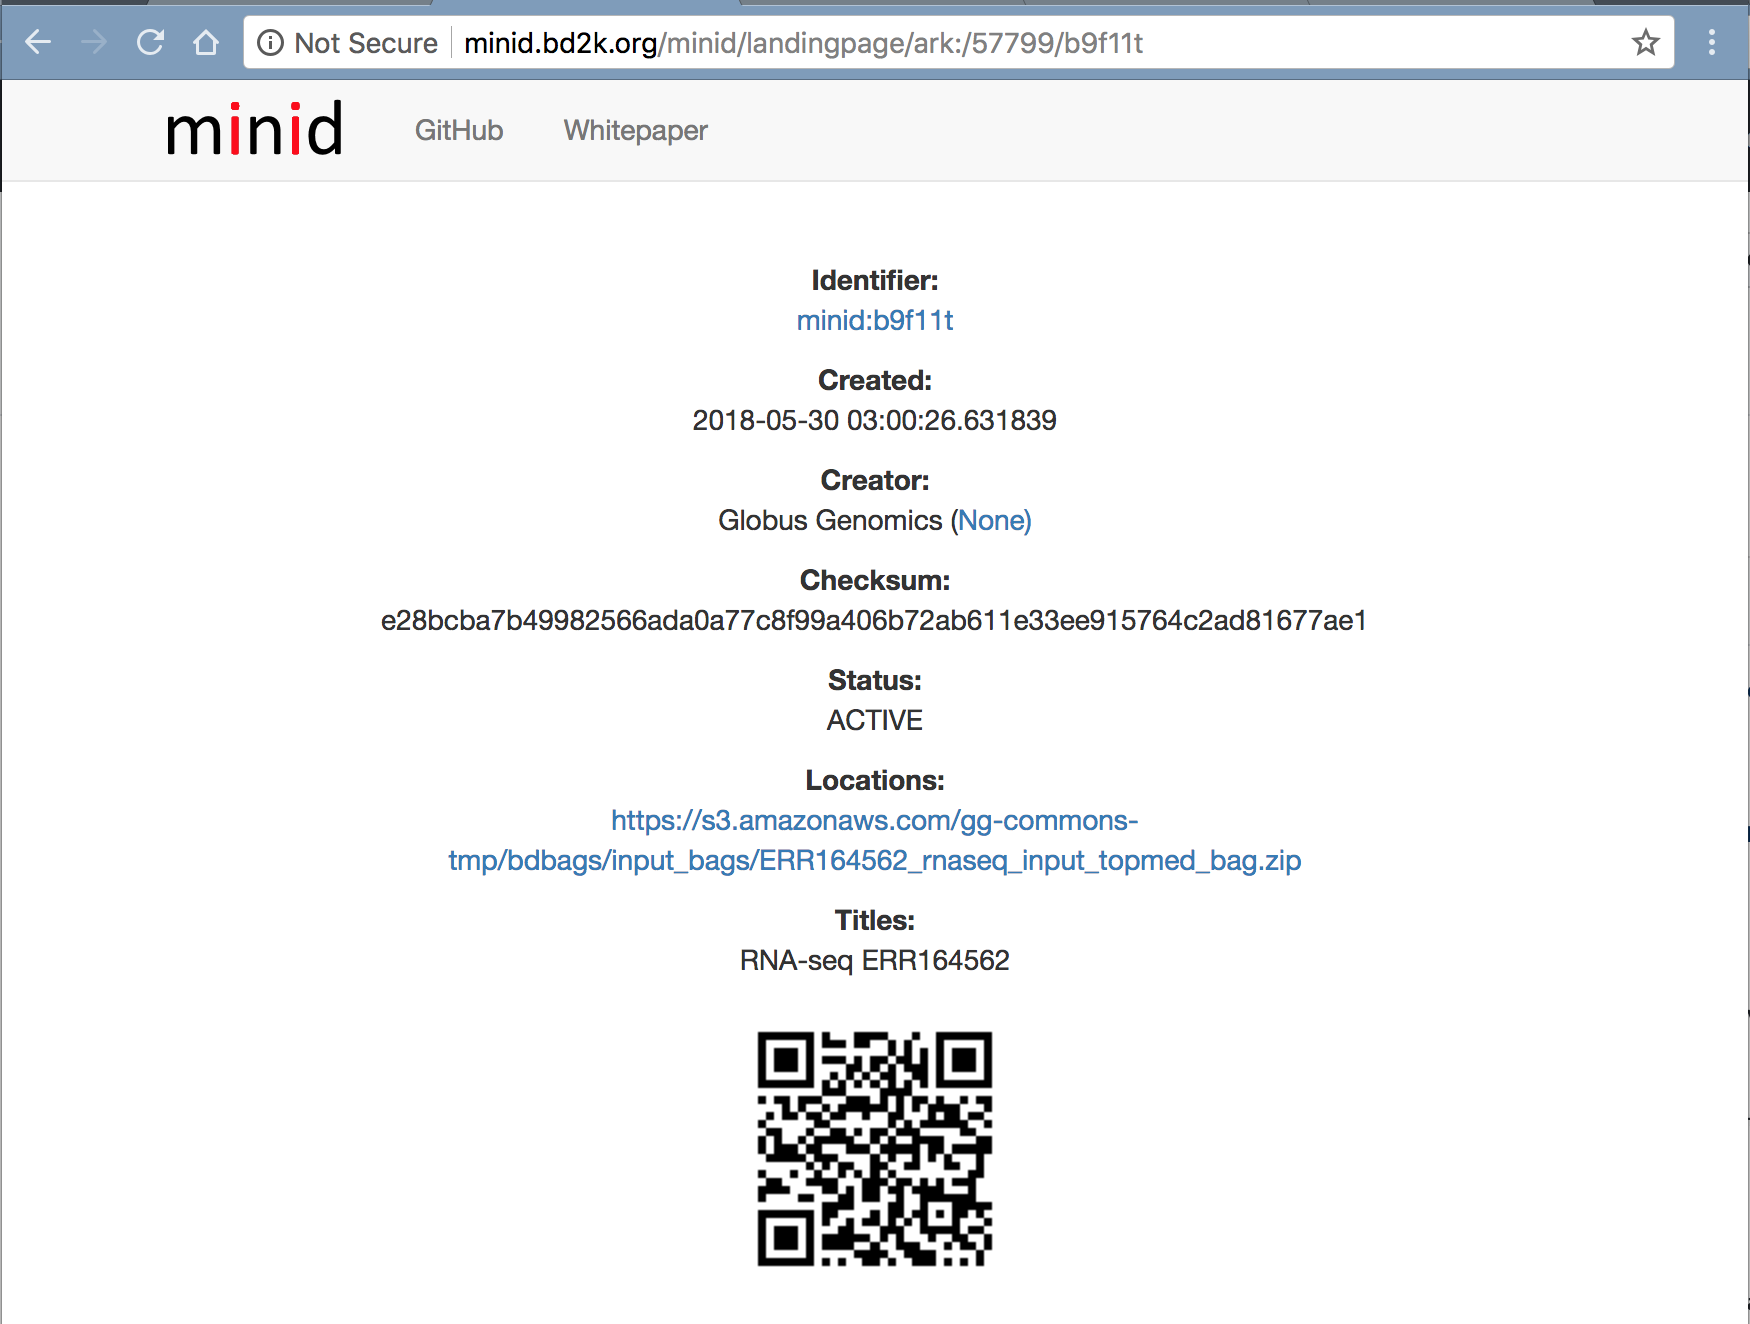 Not Secure minid.bd2k.org/minid/landingpage/ark:/57799/b9f11t
minid GitHub Whitepaper
Identifier:
minid:b9f11t
Created:
2018-05-30 03:00:26.631839
Creator:
Globus Genomics (None)
Checksum:
e28bcba7b49982566ada0a77c8f99a406b72ab611e33ee915764c2ad81677ae1
Status:
ACTIVE
Locations:
https://s3.amazonaws.com/gg-commons-
tmp/bdbags/input_bags/ERR164562_rnaseq_input_topmed_bag.zip
Titles:
RNA-seq ERR164562